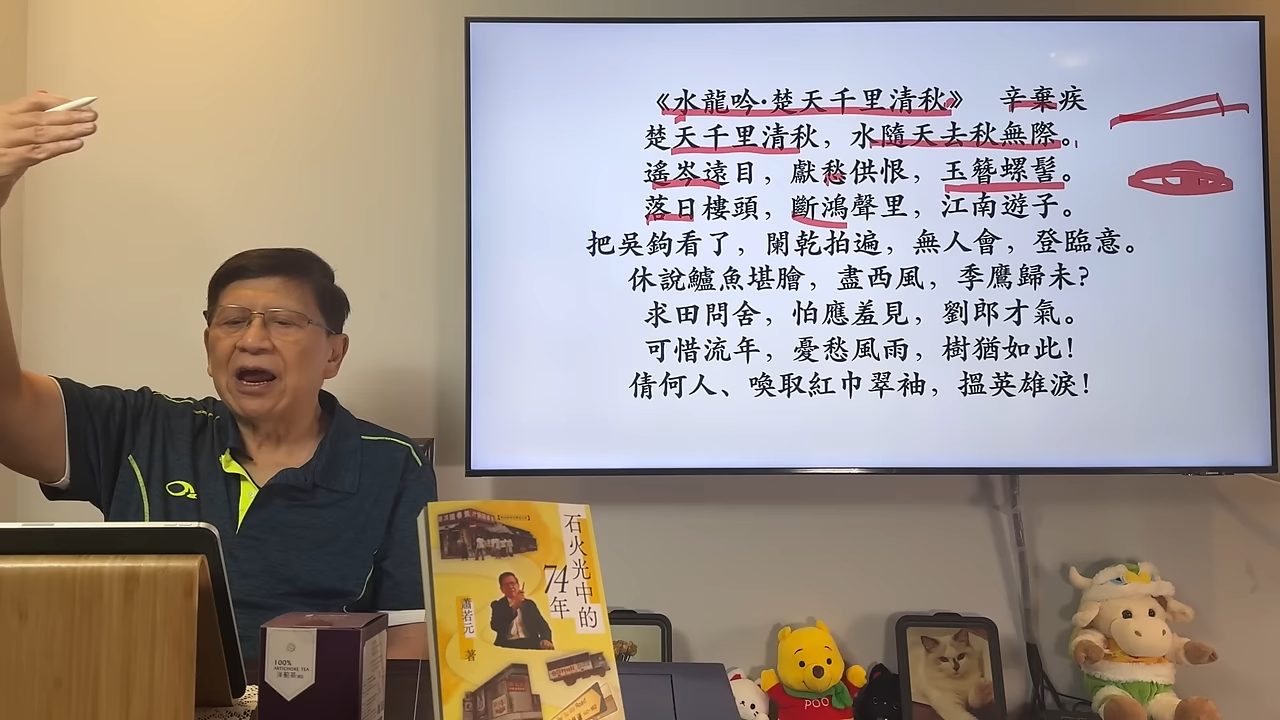 《水龍吟·楚天千里清秋》 辛棄疾
楚天千里清秋，水隨天去秋無際。
遙岑遠目，獻愁供恨，玉簪螺髻。
落日樓頭，斷鴻聲里，江南遊子。
把吳鉤看了，闌乾拍遍，無人會，登臨意。
休說鱸魚堪膾，盡西風，季鷹歸未?
求田問舍，怕應羞見，劉郎才氣。
可惜流年，憂愁風雨，樹猶如此!
倩何人、喚取紅巾翠袖，搵英雄淚!
石火光中的
74年
蕭若元 著
100%
ARTICHOKE TEA
POO